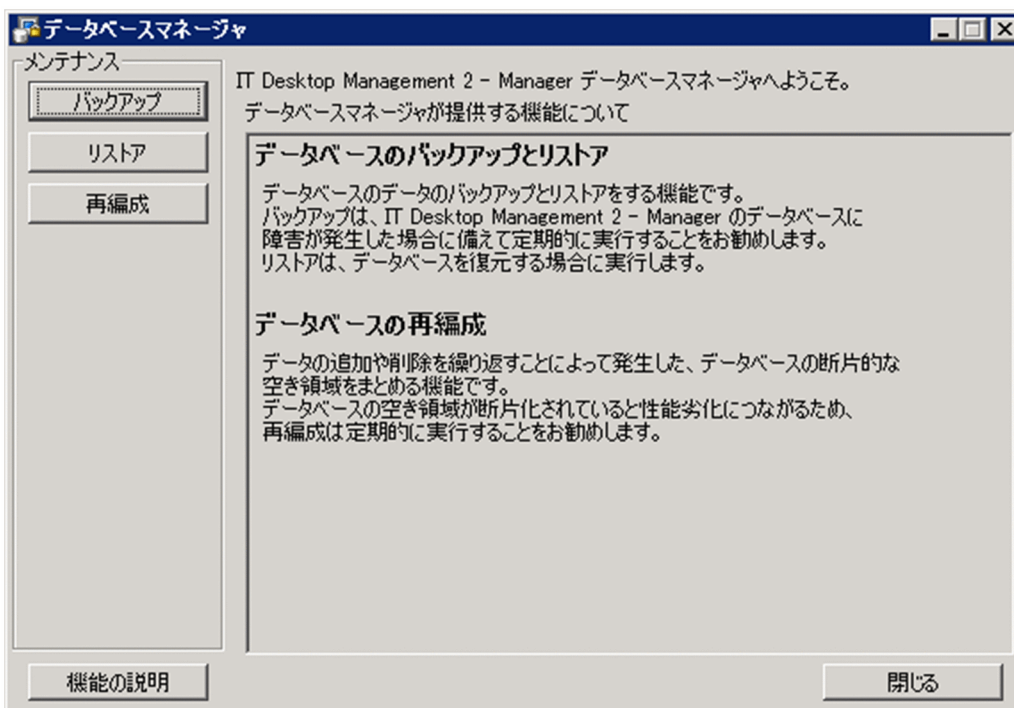 データベースマネージャ
メンテナンス
バックアップ
リストア
再編成
IT Desktop Management 2 - Manager データベースマネージャへようこそ。
データベースマネージャが提供する機能について
データベースのバックアップとリストア
データベースのデータのバックアップとリストアをする機能です。
バックアップは、IT Desktop Management 2 - Manager のデータベースに
障害が発生した場合に備えて定期的に実行することをお勧めします。
リストアは、データベースを復元する場合に実行します。
データベースの再編成
データの追加や削除を繰り返すことによって発生した、データベースの断片的な
空き領域をまとめる機能です。
データベースの空き領域が断片化されていると性能劣化につながるため、
再編成は定期的に実行することをお勧めします。
機能の説明
閉じる